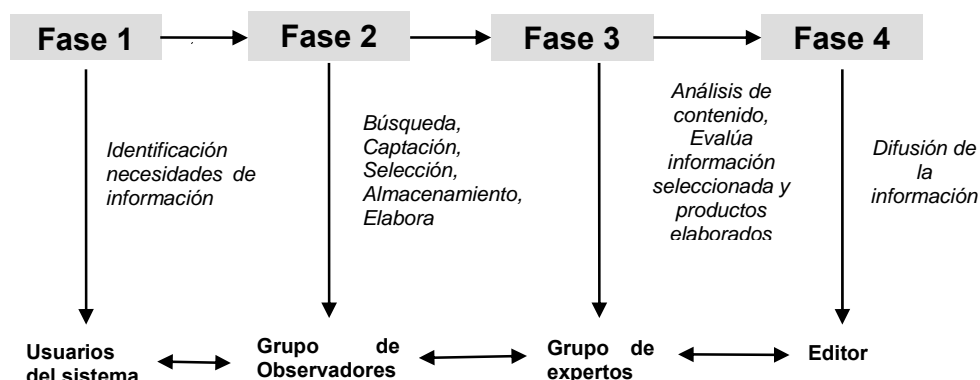 Fase 1
Fase 2
Fase 3
Fase 4
Identificación
necesidades de
información
Búsqueda,
Captación,
Selección,
Almacenamiento,
Elabora
Análisis de
contenido,
Evalúa
información
seleccionada y
productos
elaborados
Difusión de
la
información
Usuarios
del sistema
Grupo de
Observadores
Grupo de
expertos
Editor